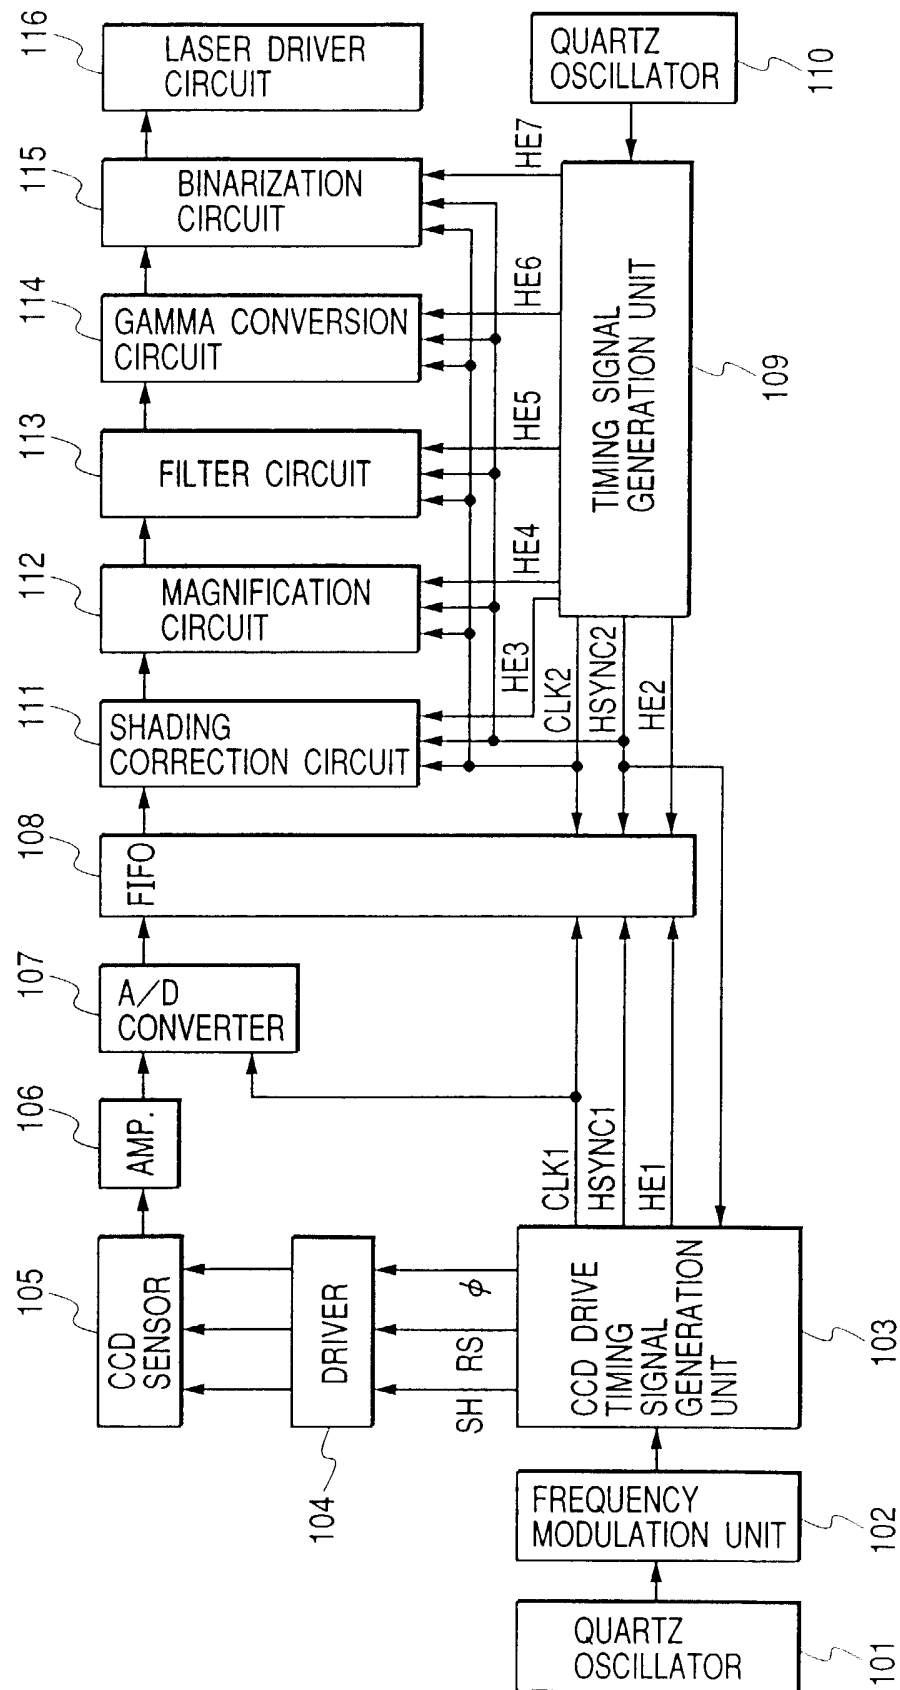 116
LASER DRIVER
CIRCUIT
QUARTZ
OSCILLATOR
110
115
BINARIZATION
CIRCUIT
HE7
114
GAMMA CONVERSION
CIRCUIT
HE6
TIMING SIGNAL
GENERATION UNIT
109
113
FILTER CIRCUIT
HE5
112
MAGNIFICATION
CIRCUIT
HE4
111
SHADING
CORRECTION CIRCUIT
HE3
CLK2
HSYNC2
HE2
108
FIFO
107
A/D
CONVERTER
106
AMP.
CLK1
HSYNC1
HE1
105
CCD
SENSOR
DRIVER
104
SH
RS
ϕ
CCD DRIVE
TIMING
SIGNAL
GENERATION
UNIT
103
FREQUENCY
MODULATION UNIT
102
QUARTZ
OSCILLATOR
101